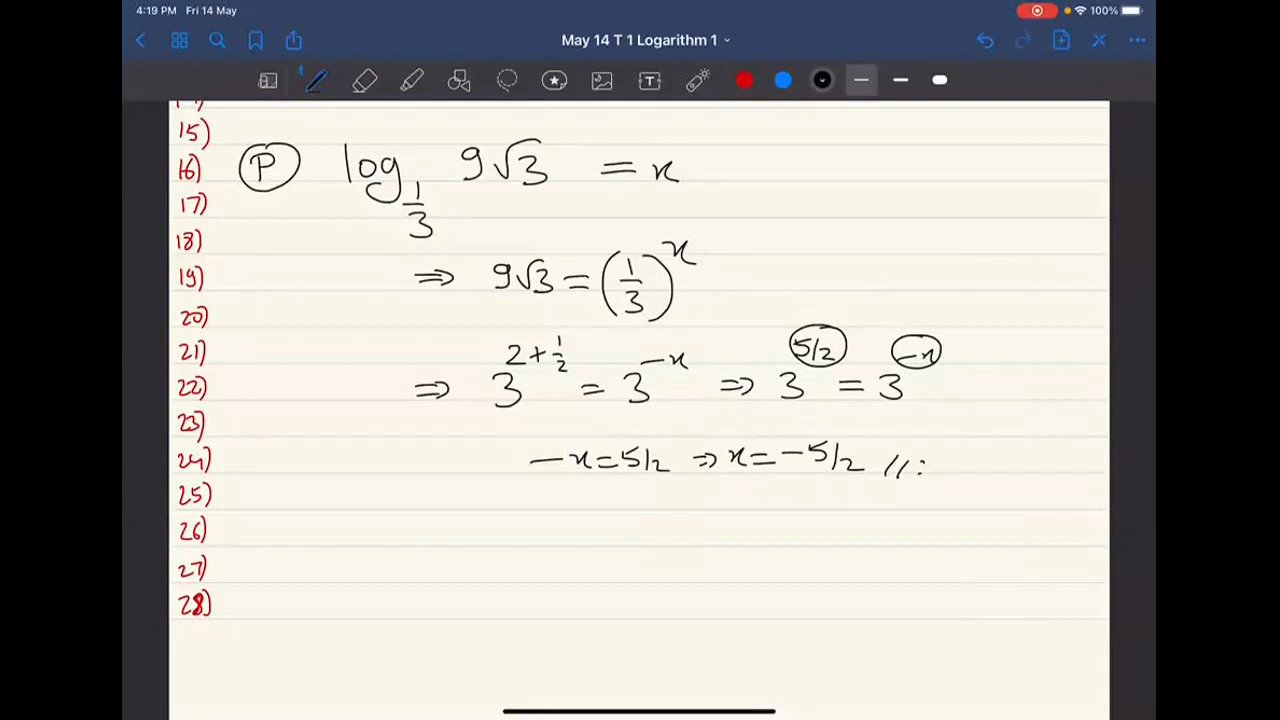 4:19 PM Fri 14 May 100%
May 14 T 1 Logarithm 1
T
15)
16) P log_{1/3} 9√3 = x
17)
18)
19) ⇒ 9√3 = (1/3)^x
20)
21)
22) ⇒ 3^{2+1/2} = 3^{-x} ⇒ 3^{5/2} = 3^{-x}
23)
24) -x = 5/2 ⇒ x = -5/2 //:
25)
26)
27)
28)